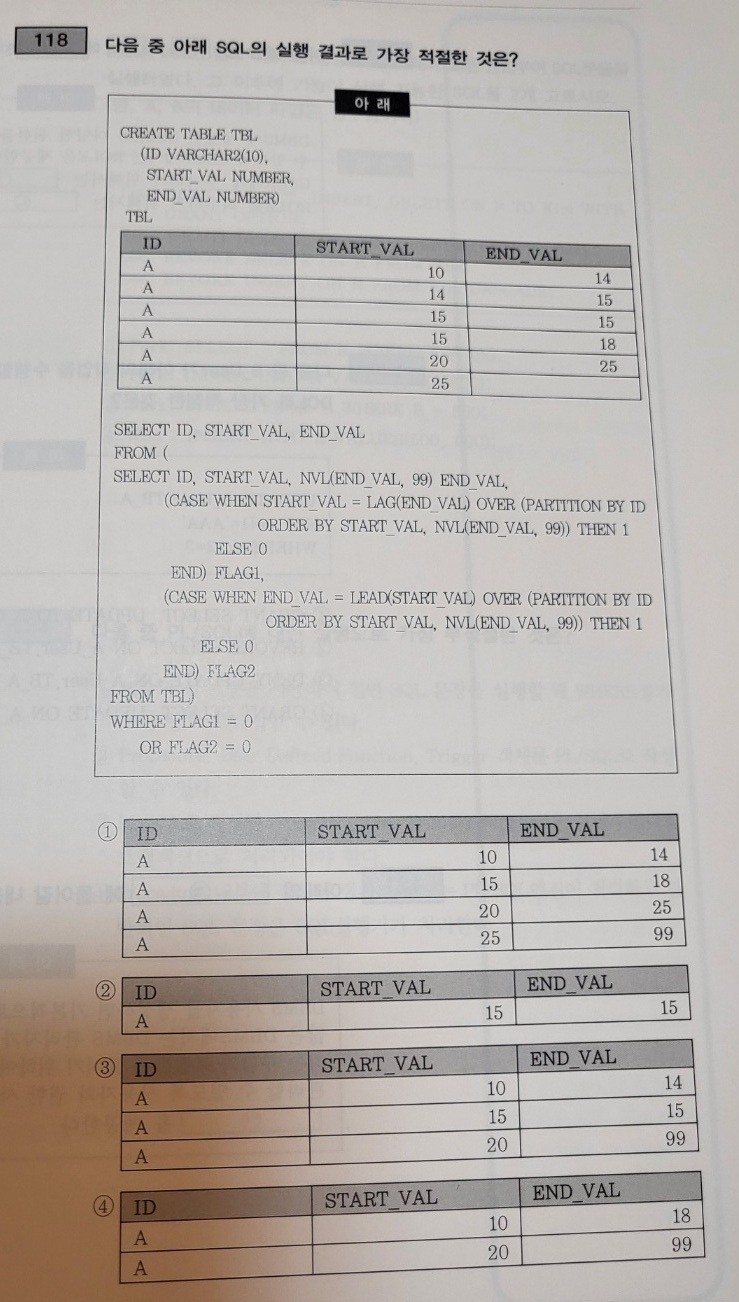 118 다음 중 아래 SQL의 실행 결과로 가장 적절한 것은?
아 래
CREATE TABLE TBL
(ID VARCHAR2(10),
START_VAL NUMBER,
END_VAL NUMBER)
TBL
ID START_VAL END_VAL
A 10 14
A 14 15
A 15 15
A 15 18
A 20 25
A 25
SELECT ID, START_VAL, END_VAL
FROM (
SELECT ID, START_VAL, NVL(END_VAL, 99) END_VAL,
(CASE WHEN START_VAL = LAG(END_VAL) OVER (PARTITION BY ID
ORDER BY START_VAL, NVL(END_VAL, 99)) THEN 1
ELSE 0
END) FLAG1,
(CASE WHEN END_VAL = LEAD(START_VAL) OVER (PARTITION BY ID
ORDER BY START_VAL, NVL(END_VAL, 99)) THEN 1
ELSE 0
END) FLAG2
FROM TBL)
WHERE FLAG1 = 0
OR FLAG2 = 0
① ID START_VAL END_VAL
A 10 14
A 15 18
A 20 25
A 25 99
② ID START_VAL END_VAL
A 15 15
③ ID START_VAL END_VAL
A 10 14
A 15 15
A 20 99
④ ID START_VAL END_VAL
A 10 18
A 20 99